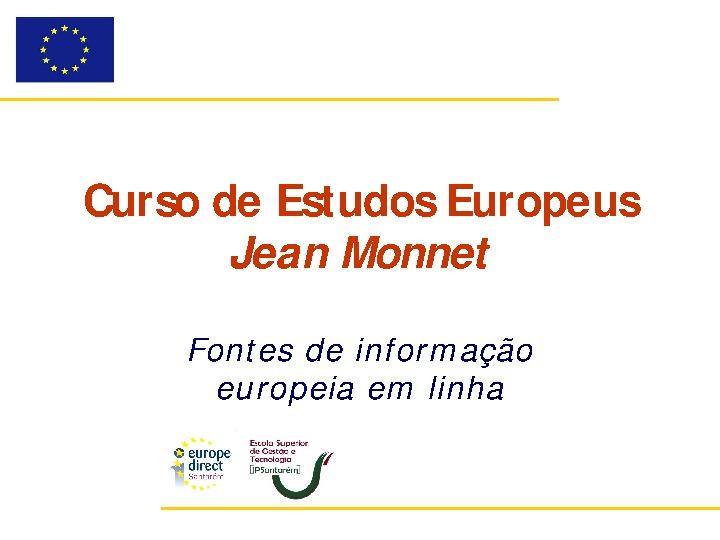 Curso de Estudos Europeus
Jean Monnet
Fontes de informação
europeia em linha
europe
direct
Santarém
Escola Superior
de Gestão e
Tecnologia
[IPSantarém]